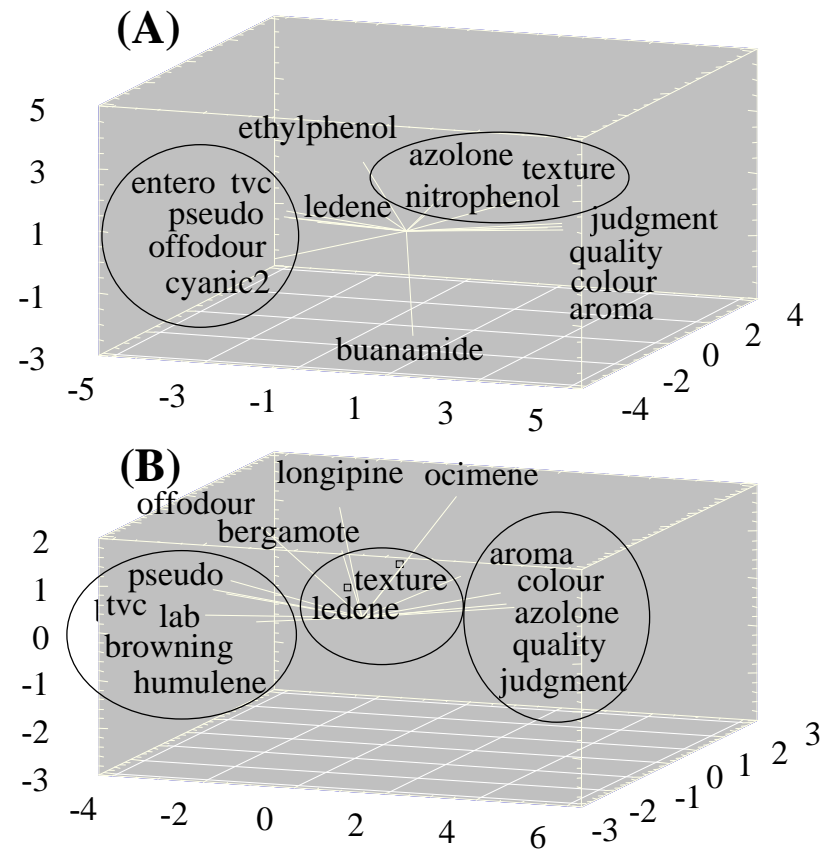 (A)
5
3
1
-1
-3
ethylphenol
azolone
texture
nitrophenol
entero tvc
pseudo
offodour
cyanic2
ledene
judgment
quality
colour
aroma
buanamide
-5 -3 -1 1 3 5
-4 -2 0 2 4
(B)
2
1
0
-1
-2
-3
longipine ocimene
offodour
bergamote
pseudo
tvc lab
browning
humulene
texture
ledene
aroma
colour
azolone
quality
judgment
-4 -2 0 2 4 6
-3 -2 -1 0 1 2 3